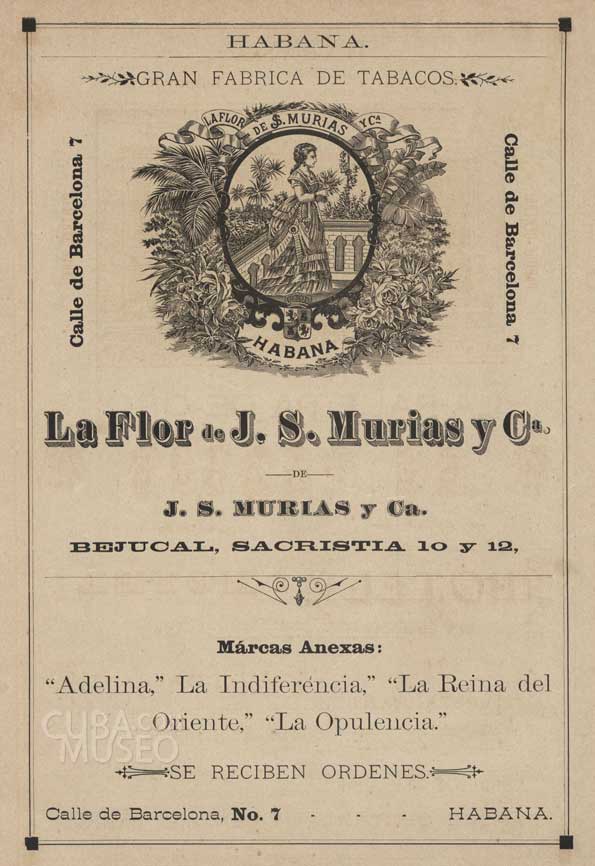 HABANA.
GRAN FABRICA DE TABACOS.
Calle de Barcelona 7
LA FLOR DE J.S. MURIAS Y Cª
HABANA
Calle de Barcelona 7
La Flor de J. S. Murias y Cª.
DE
J. S. MURIAS y Ca.
BEJUCAL, SACRISTIA 10 y 12,
Márcas Anexas:
“Adelina,” La Indiferéncia,” “La Reina del
Oriente,” “La Opulencia.”
SE RECIBEN ORDENES.
Calle de Barcelona, No. 7 - - - HABANA.
CUBA
MUSEO